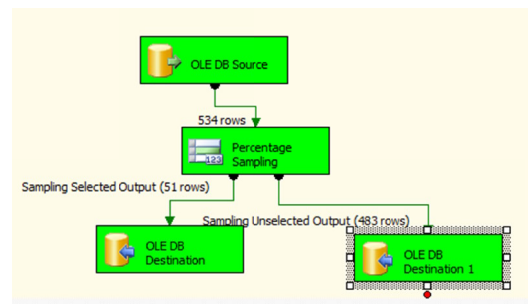 OLE DB Source
534 rows
123
Percentage
Sampling
Sampling Selected Output (51 rows)
Sampling Unselected Output (483 rows)
OLE DB
Destination
OLE DB
Destination 1